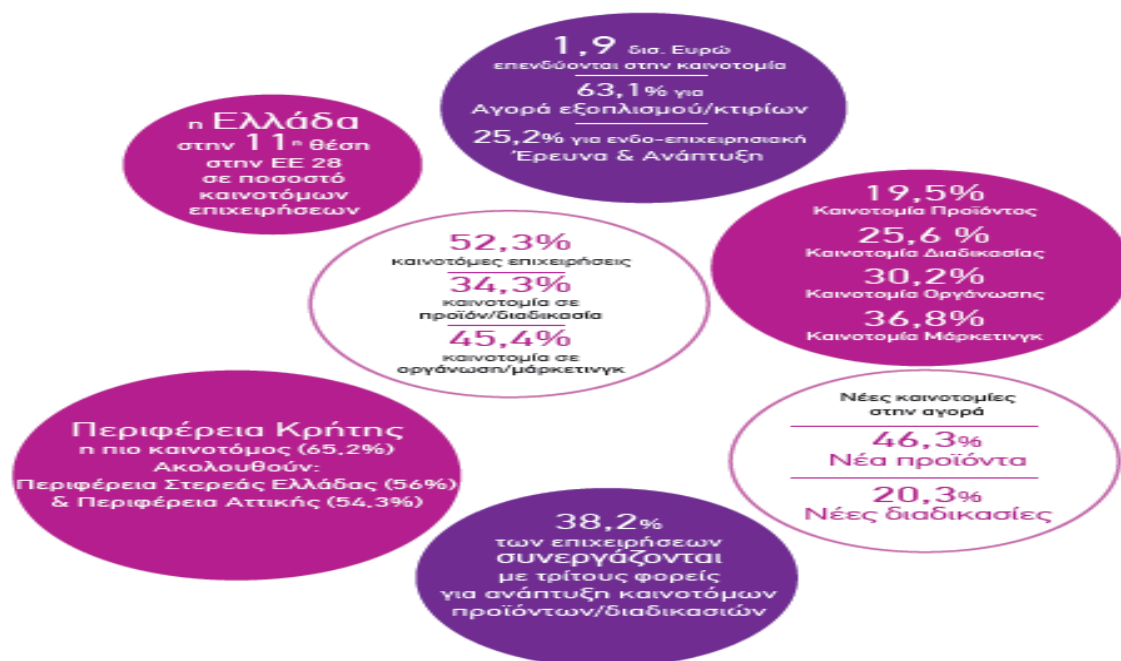 1,9 δισ. Ευρώ
επενδύονται στην καινοτομία
63,1% για
Αγορά εξοπλισμού/κτιρίων
25,2% για ενδο-επιχειρησιακή
Έρευνα & Ανάπτυξη
η Ελλάδα
στην 11η θέση
στην ΕΕ 28
σε ποσοστό
καινοτόμων
επιχειρήσεων
19,5%
Καινοτομία Προϊόντος
25,6 %
Καινοτομία Διαδικασίας
30,2%
Καινοτομία Οργάνωσης
36,8%
Καινοτομία Μάρκετινγκ
52,3%
καινοτόμες επιχειρήσεις
34,3%
καινοτομία σε
προϊόν/διαδικασία
45,4%
καινοτομία σε
οργάνωση/μάρκετινγκ
Περιφέρεια Κρήτης
η πιο καινοτόμος (65,2%)
Ακολουθούν:
Περιφέρεια Στερεάς Ελλάδας (56%)
& Περιφέρεια Αττικής (54,3%)
Νέες καινοτομίες
στην αγορά
46,3%
Νέα προϊόντα
20,3%
Νέες διαδικασίες
38,2%
των επιχειρήσεων
συνεργάζονται
με τρίτους φορείς
για ανάπτυξη καινοτόμων
προϊόντων/διαδικασιών